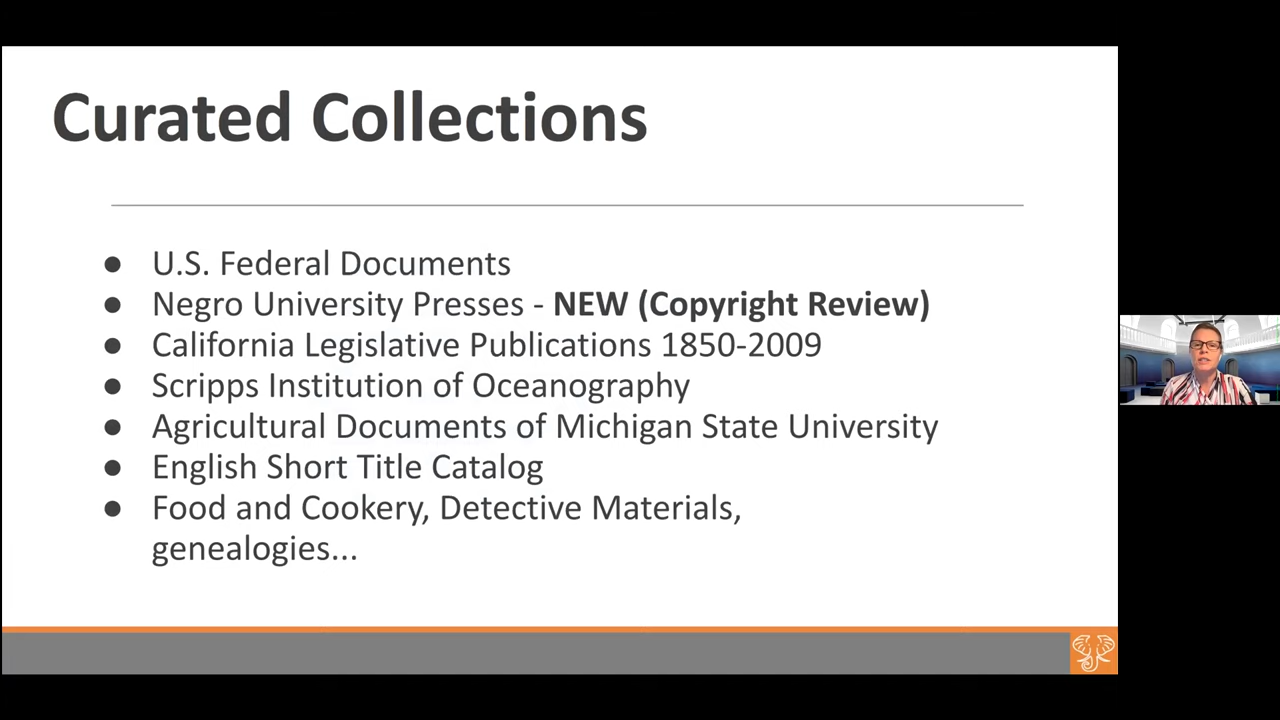 Curated Collections
● U.S. Federal Documents
● Negro University Presses - NEW (Copyright Review)
● California Legislative Publications 1850-2009
● Scripps Institution of Oceanography
● Agricultural Documents of Michigan State University
● English Short Title Catalog
● Food and Cookery, Detective Materials,
genealogies...